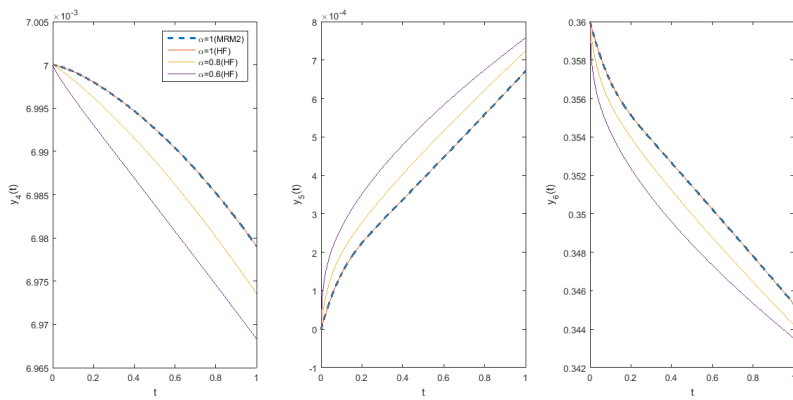 ×10⁻³
7.005
7
6.995
6.99
6.985
6.98
6.975
6.97
6.965
y₄(t)
0 0.2 0.4 0.6 0.8 1
t
α=1(MRM2)
α=1(HF)
α=0.8(HF)
α=0.6(HF)
×10⁻⁴
8
7
6
5
4
3
2
1
0
-1
y₅(t)
0 0.2 0.4 0.6 0.8 1
t
0.36
0.358
0.356
0.354
0.352
0.35
0.348
0.346
0.344
0.342
y₆(t)
0 0.2 0.4 0.6 0.8 1
t